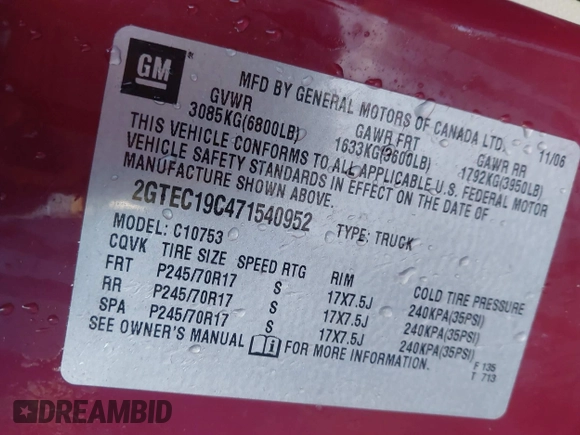 GM
MFD BY GENERAL MOTORS OF CANADA LTD. 11/06
GVWR GAWR FRT GAWR RR
3085KG(6800LB) 1633KG(3600LB) 1792KG(3950LB)
THIS VEHICLE CONFORMS TO ALL APPLICABLE U.S. FEDERAL MOTOR
VEHICLE SAFETY STANDARDS IN EFFECT ON THE DATE OF
MANUFACTURE SHOWN ABOVE.
2GTEC19C471540952 TYPE: TRUCK
MODEL: C10753
CQVK TIRE SIZE SPEED RTG RIM COLD TIRE PRESSURE
FRT P245/70R17 S 17X7.5J 240KPA(35PSI)
RR P245/70R17 S 17X7.5J 240KPA(35PSI)
SPA P245/70R17 S 17X7.5J 240KPA(35PSI)
SEE OWNER'S MANUAL i FOR MORE INFORMATION.
F 135
T 713
DREAMBID